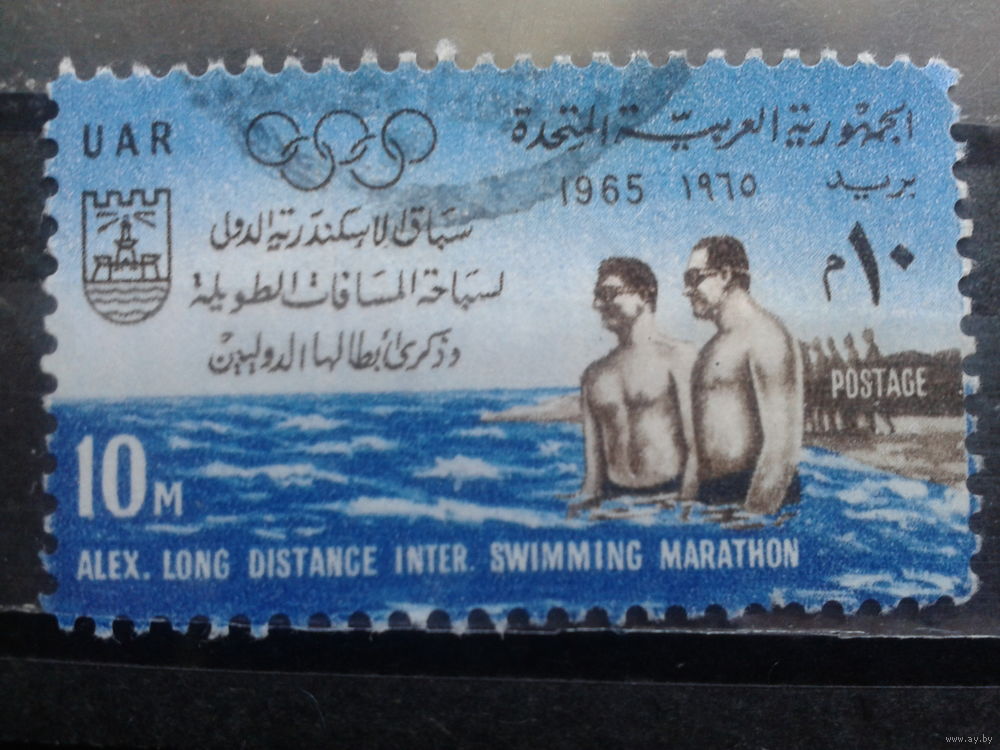 UAR
الجمهورية العربية المتحدة
1965 ١٩٦٥ بريد
سباق الاسكندرية الدولى
لسباحة المسافات الطويلة
وذكرى أبطالها الدوليين
١٠ م
POSTAGE
10 M
ALEX. LONG DISTANCE INTER. SWIMMING MARATHON
www.ay.by